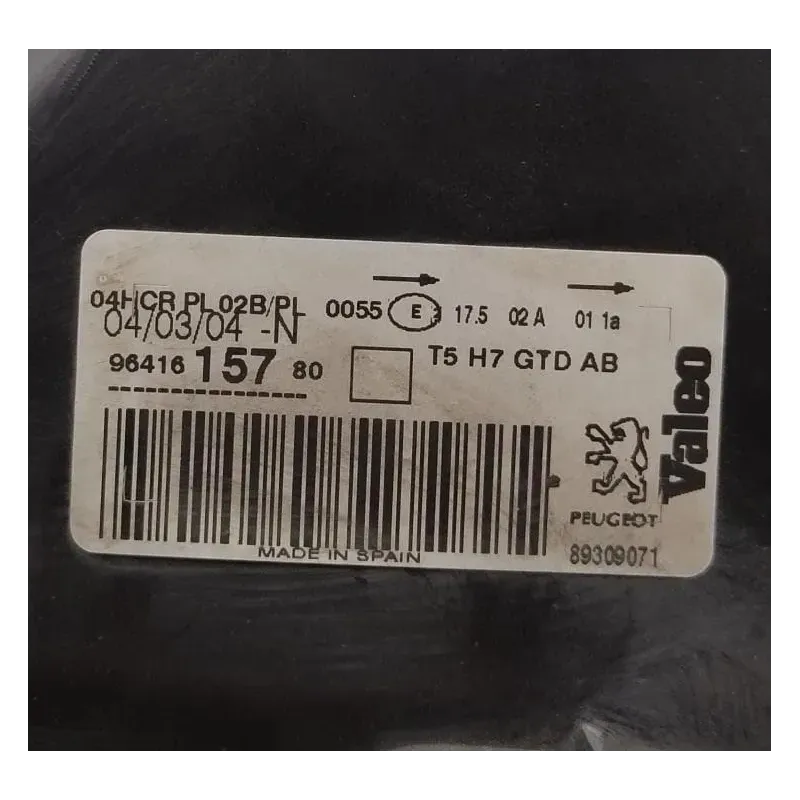 04HCR PL 02B/PL 0055 E 17.5 02 A 01 1a
04/03/04 -N
96416 157 80 T5 H7 GTD AB
Valeo
PEUGEOT
MADE IN SPAIN 89309071